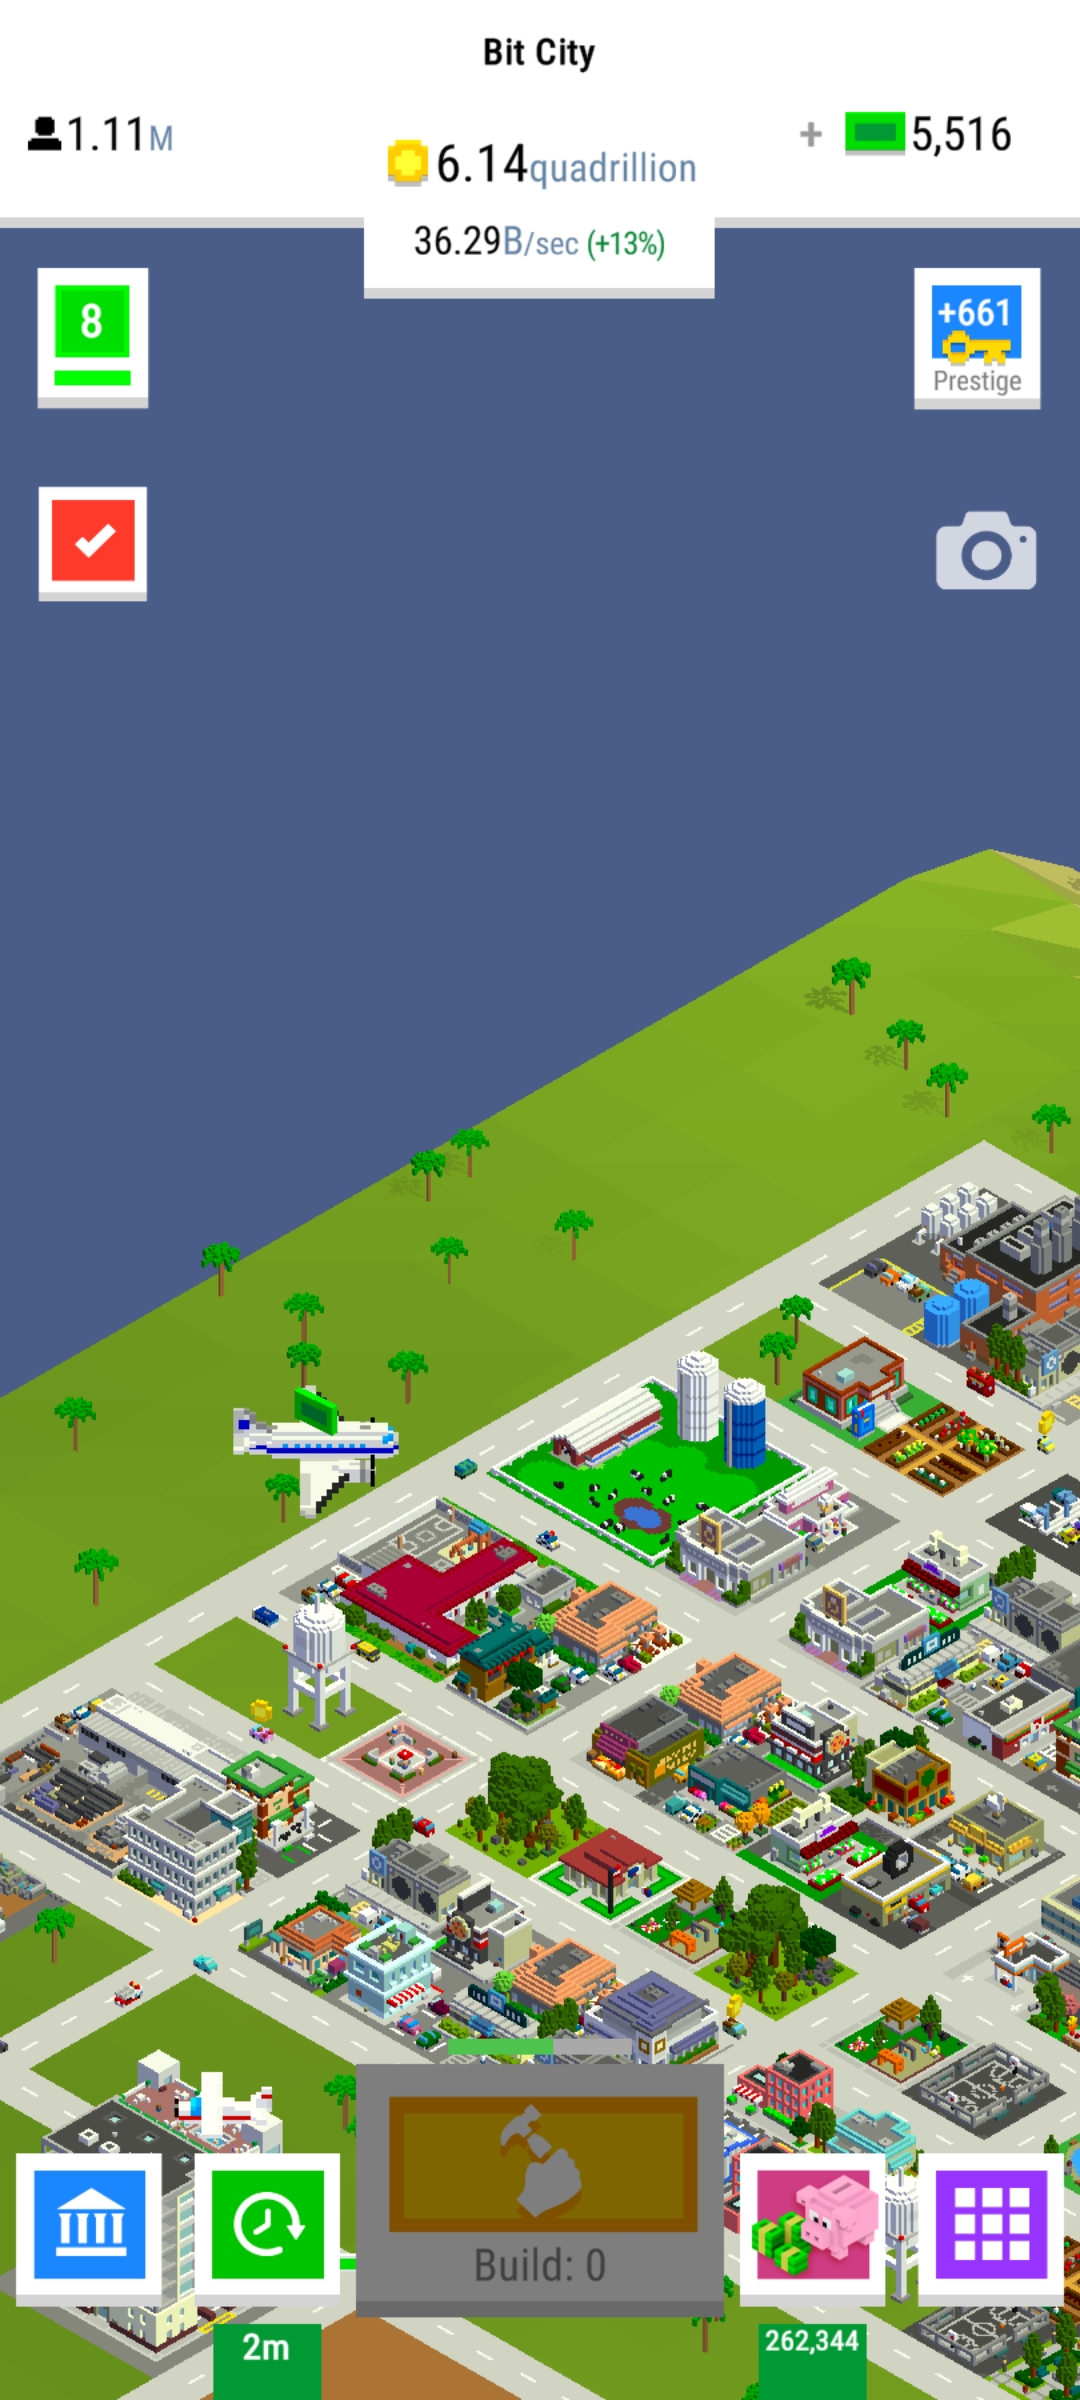 Bit City
1.11M
6.14quadrillion
+ 5,516
36.29B/sec (+13%)
8
+661
Prestige
Build: 0
2m
262,344